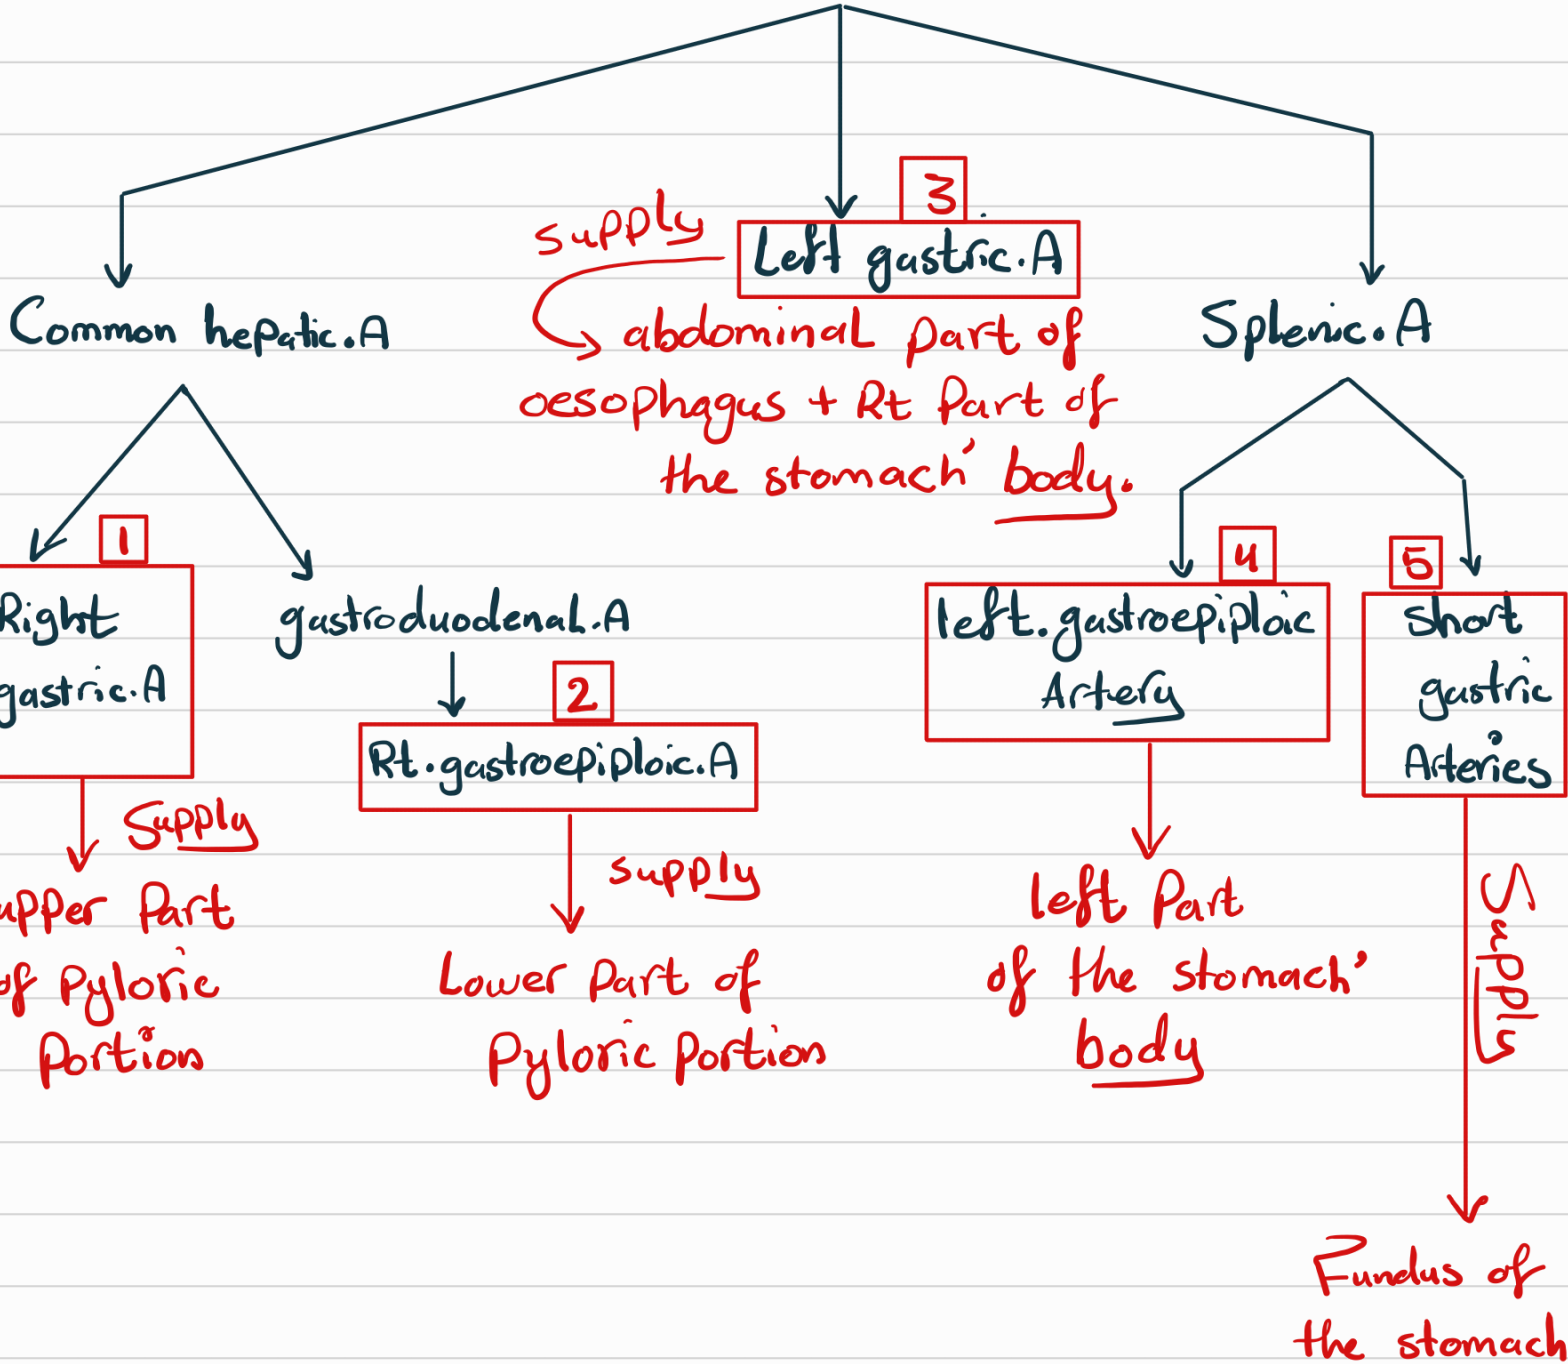 3
supply
Left gastric.A
Common hepatic.A
abdominal part of
oesophagus + Rt Part of
the stomach' body.
Splenic.A
1
Right
gastric.A
Supply
upper Part
of Pyloric
Portion
gastroduodenal.A
2
Rt.gastroepiploic.A
supply
Lower part of
Pyloric portion
4
left.gastroepiploic
Artery
left Part
of the stomach'
body
5
short
gastric
Arteries
Supply
Fundus of
the stomach